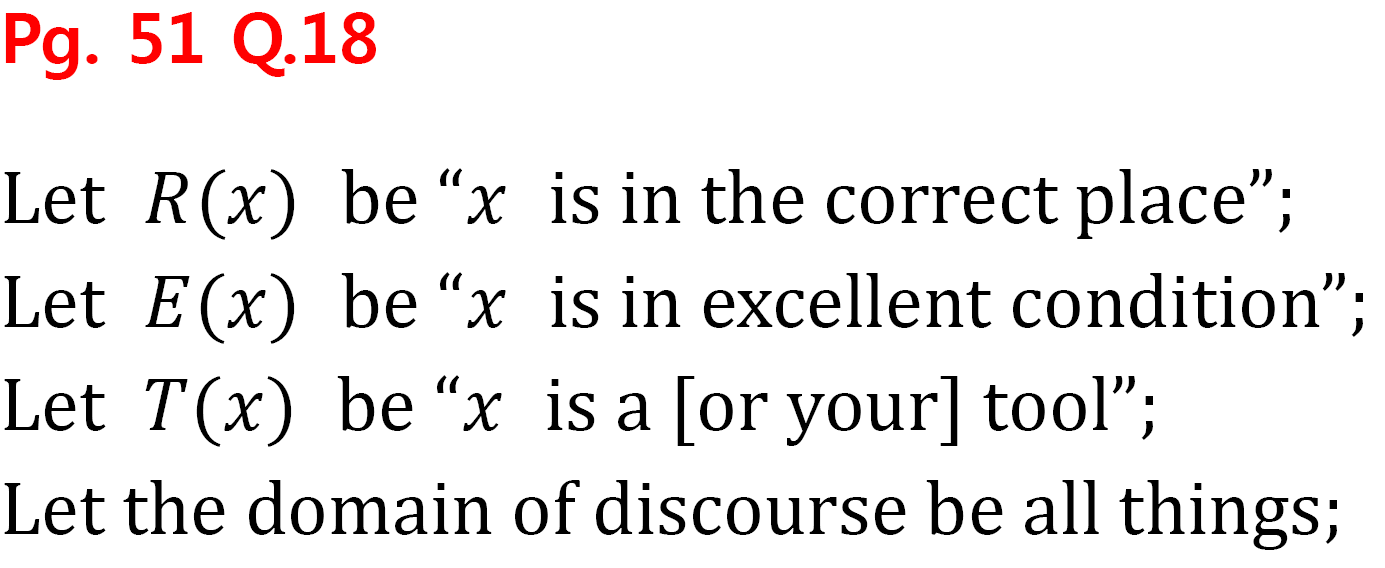 Pg. 51 Q.18
Let R(x) be “x is in the correct place”;
Let E(x) be “x is in excellent condition”;
Let T(x) be “x is a [or your] tool”;
Let the domain of discourse be all things;